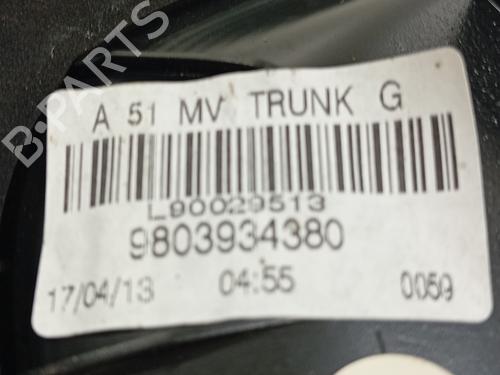 A 51 MV TRUNK G
L90029513
9803934380
17/04/13 04:55 0059
B-PARTS